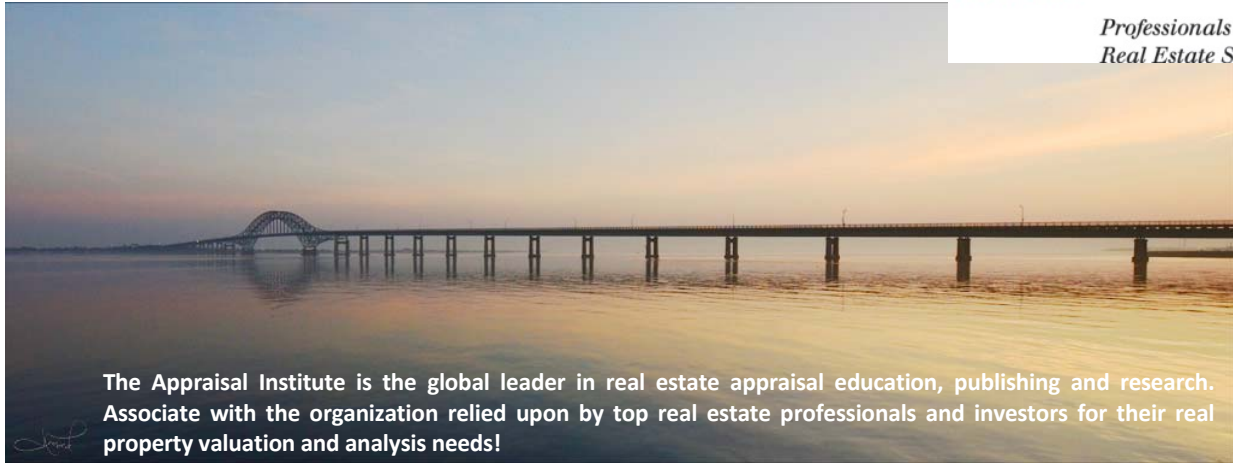 Professionals
Real Estate S
The Appraisal Institute is the global leader in real estate appraisal education, publishing and research.
Associate with the organization relied upon by top real estate professionals and investors for their real
property valuation and analysis needs!